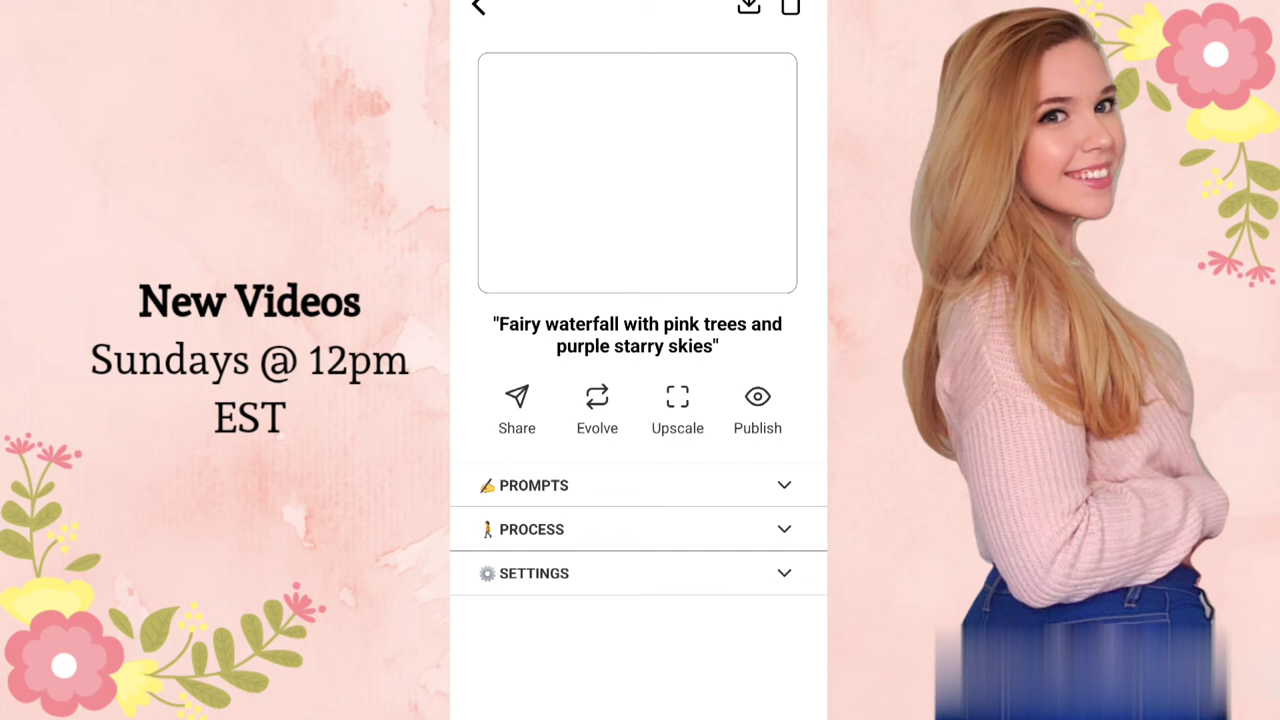 New Videos
Sundays @ 12pm
EST
"Fairy waterfall with pink trees and
purple starry skies"
Share Evolve Upscale Publish
✍️ PROMPTS
🚶 PROCESS
⚙️ SETTINGS